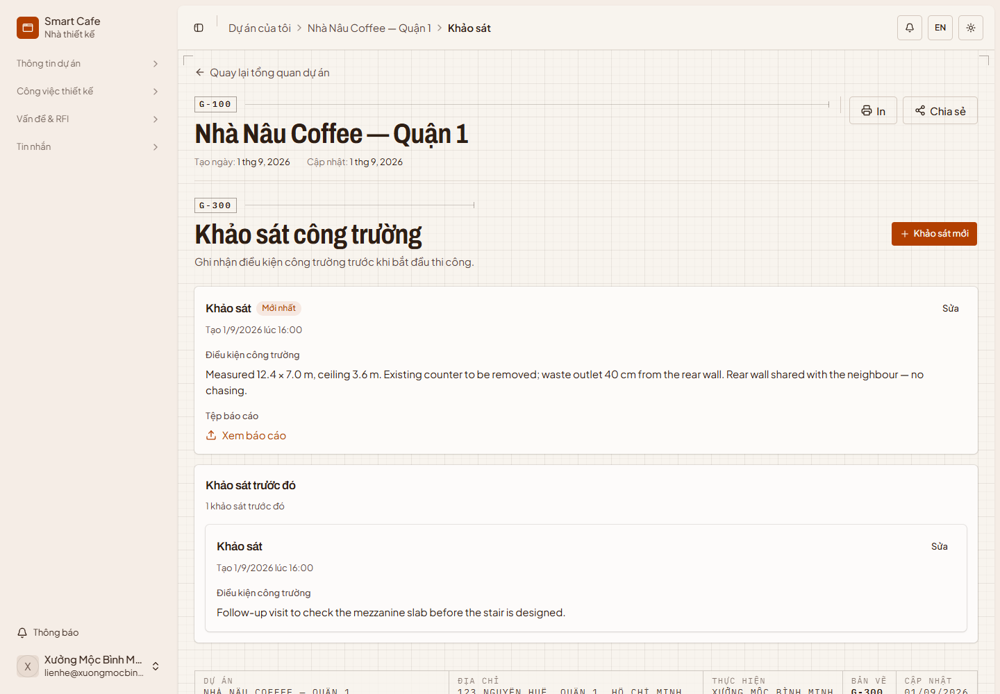 Smart Cafe
Nhà thiết kế
Thông tin dự án
Công việc thiết kế
Vấn đề & RFI
Tin nhắn
Thông báo
X
Xưởng Mộc Bình M...
lienhe@xuongmocbin...
Dự án của tôi > Nhà Nâu Coffee — Quận 1 > Khảo sát
EN
Quay lại tổng quan dự án
G-100
In
Chia sẻ
Nhà Nâu Coffee — Quận 1
Tạo ngày: 1 thg 9, 2026 Cập nhật: 1 thg 9, 2026
G-300
Khảo sát công trường
Khảo sát mới
Ghi nhận điều kiện công trường trước khi bắt đầu thi công.
Khảo sát Mới nhất Sửa
Tạo 1/9/2026 lúc 16:00
Điều kiện công trường
Measured 12.4 × 7.0 m, ceiling 3.6 m. Existing counter to be removed; waste outlet 40 cm from the rear wall. Rear wall shared with the neighbour — no
chasing.
Tệp báo cáo
Xem báo cáo
Khảo sát trước đó
1 khảo sát trước đó
Khảo sát Sửa
Tạo 1/9/2026 lúc 16:00
Điều kiện công trường
Follow-up visit to check the mezzanine slab before the stair is designed.
DỰ ÁN ĐỊA CHỈ THỰC HIỆN BẢN VẼ CẬP NHẬT
NHÀ NÂU COFFEE — QUẬN 1 123 NGUYỄN HUỆ, QUẬN 1, HỒ CHÍ MINH XƯỞNG MỘC BÌNH MINH G-300 01/09/2026